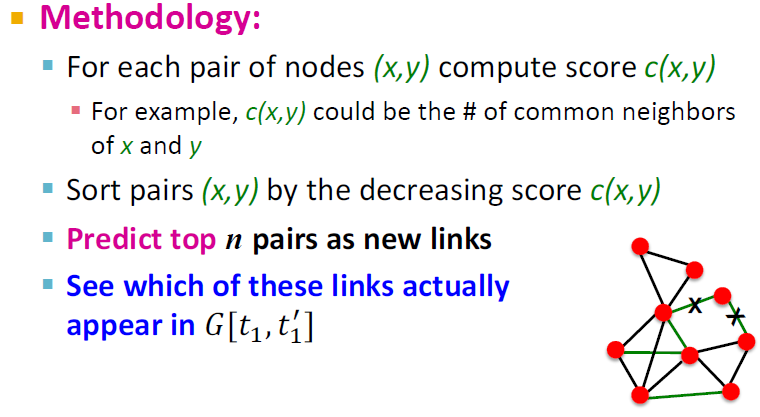 Methodology:
For each pair of nodes (x,y) compute score c(x,y)
For example, c(x,y) could be the # of common neighbors
of x and y
Sort pairs (x,y) by the decreasing score c(x,y)
Predict top n pairs as new links
See which of these links actually
appear in G[t₁, t₁′]
X
X